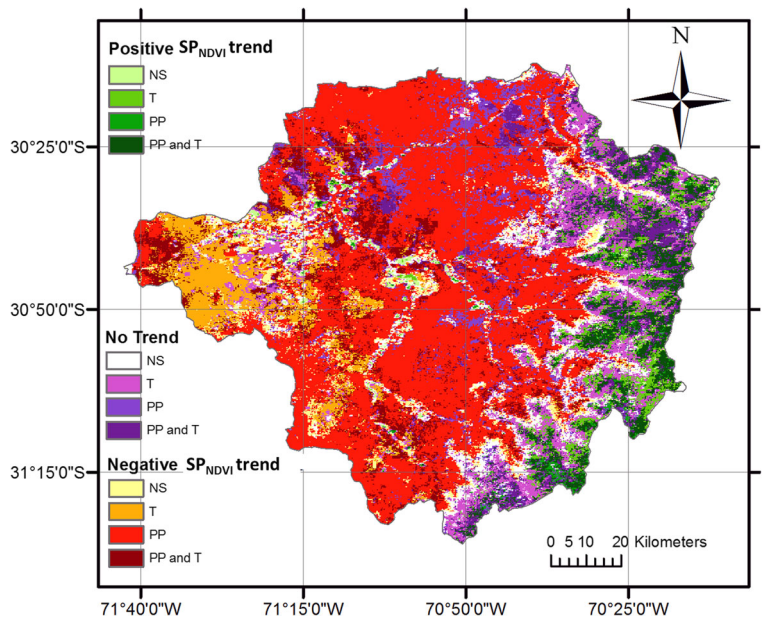 Positive SPNDVI trend
NS
T
PP
PP and T
N
30°25'0"S
30°50'0"S
No Trend
NS
T
PP
PP and T
31°15'0"S
Negative SPNDVI trend
NS
T
PP
PP and T
0 5 10 20 Kilometers
71°40'0"W 71°15'0"W 70°50'0"W 70°25'0"W